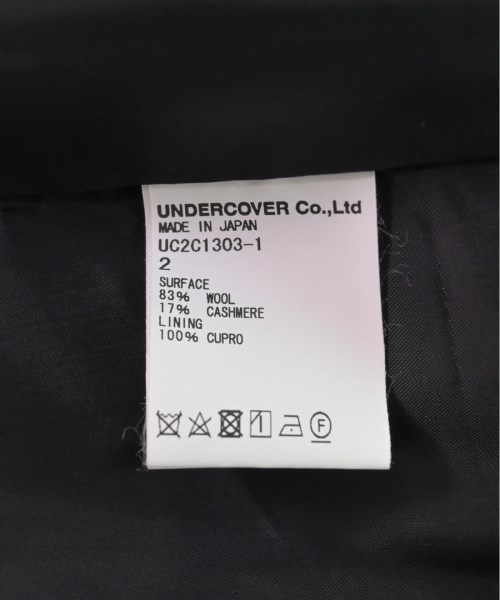 UNDERCOVER Co.,Ltd
MADE IN JAPAN
UC2C1303-1
2
SURFACE
83% WOOL
17% CASHMERE
LINING
100% CUPRO
F